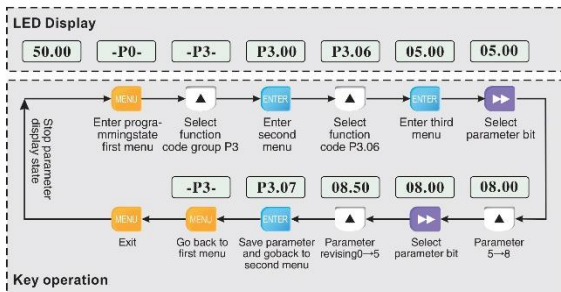 LED Display
50.00 -P0- -P3- P3.00 P3.06 05.00 05.00
MENU ▲ ENTER ▲ ENTER ▶▶
Enter progra-
mmingstate
first menu
Select
function
code group P3
Enter
second
menu
Select
function
code P3.06
Enter third
menu
Select
parameter bit
Stop parameter
display state
-P3- P3.07 08.50 08.00 08.00
MENU MENU ENTER ▲ ▶▶ ▲
Exit
Go back to
first menu
Save parameter
and goback to
second menu
Parameter
revising0→5
Select
parameter bit
Parameter
5→8
Key operation